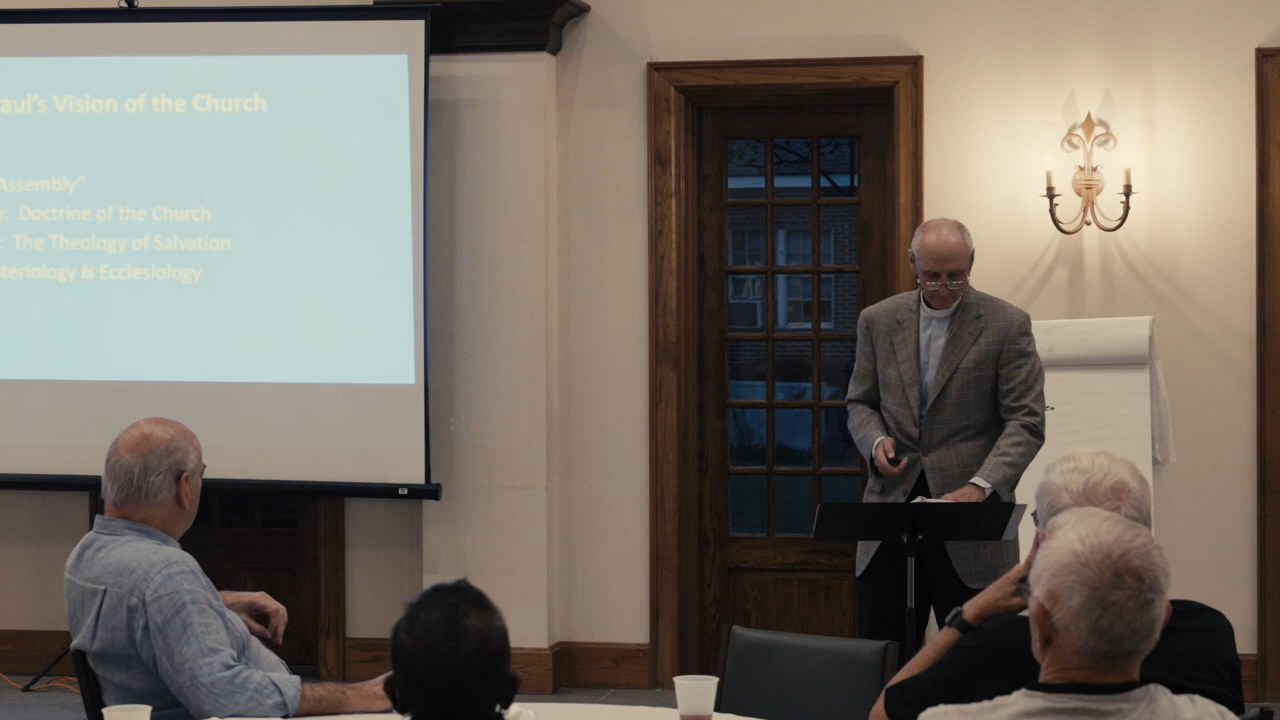 aul's Vision of the Church
Assembly"
: Doctrine of the Church
: The Theology of Salvation
teriology is Ecclesiology